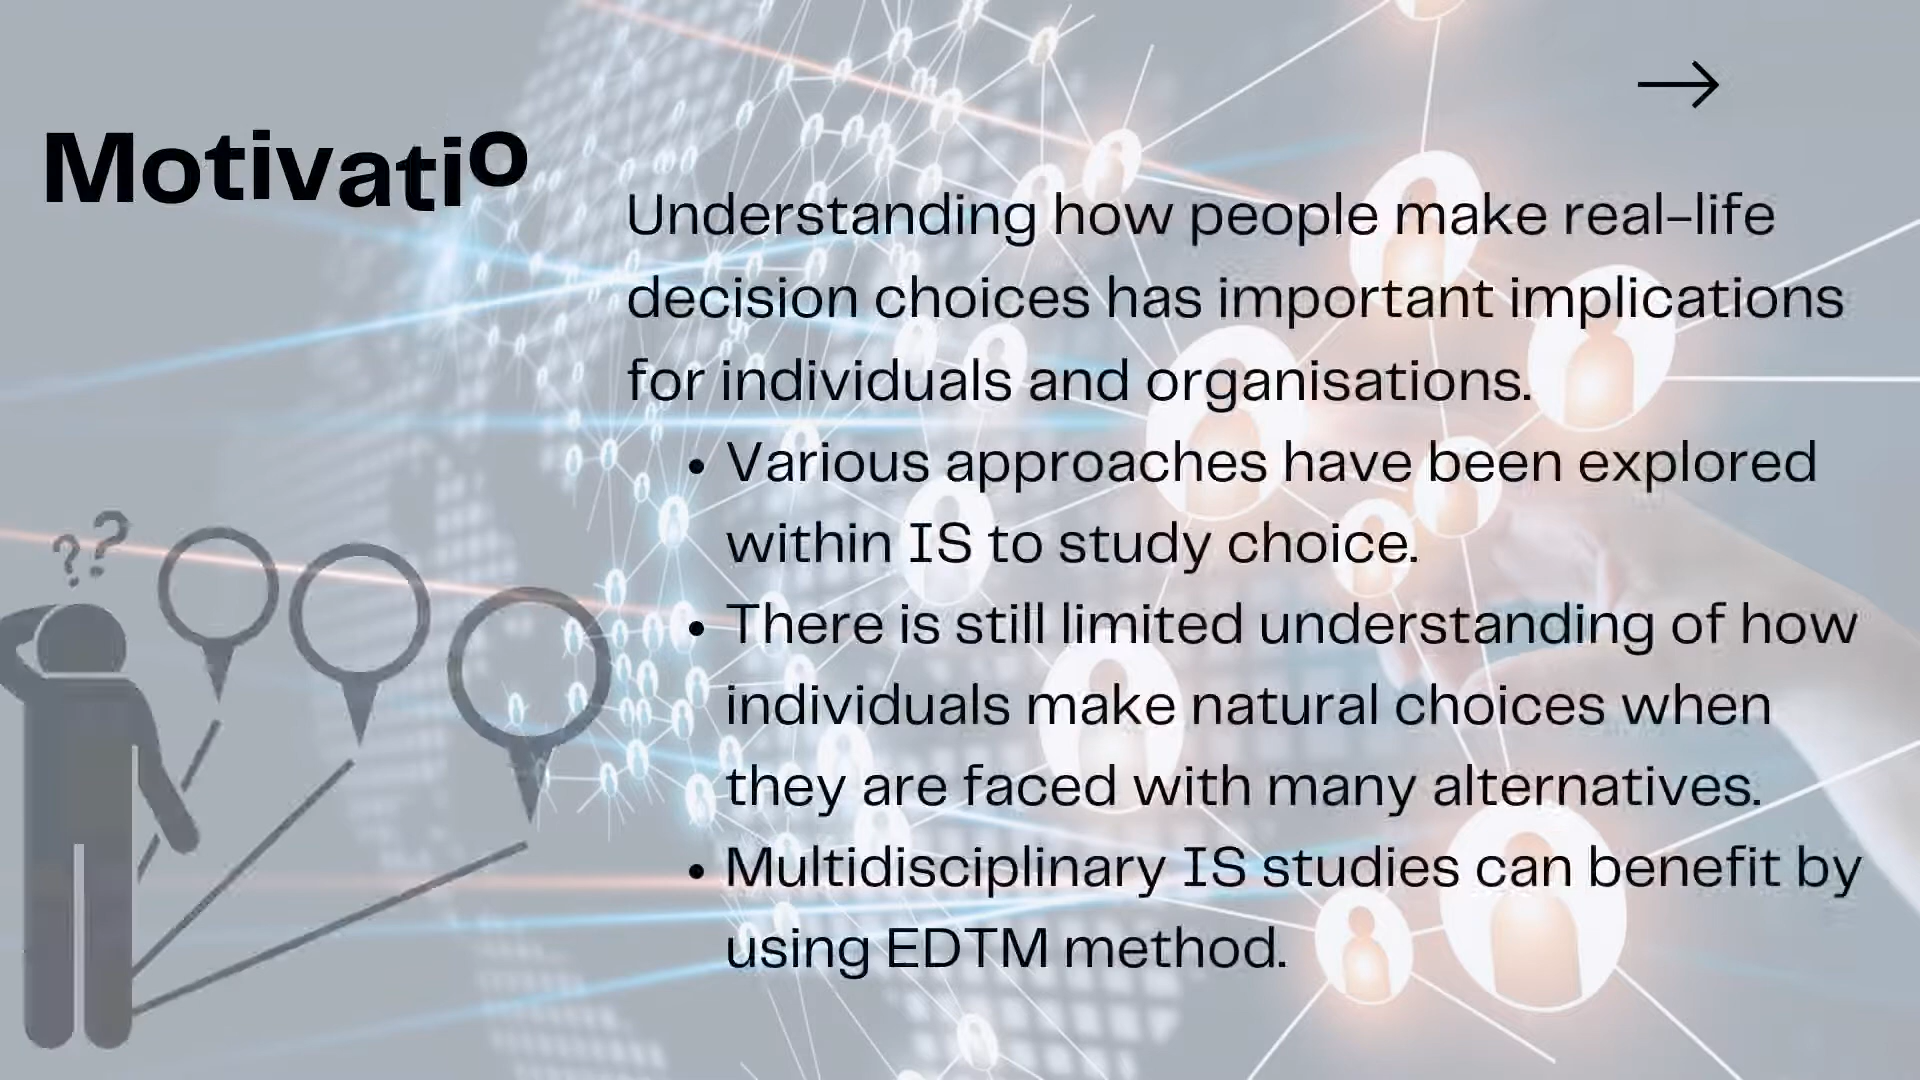 Motivatio
Understanding how people make real-life
decision choices has important implications
for individuals and organisations.
• Various approaches have been explored
within IS to study choice.
• There is still limited understanding of how
individuals make natural choices when
they are faced with many alternatives.
• Multidisciplinary IS studies can benefit by
using EDTM method.
??